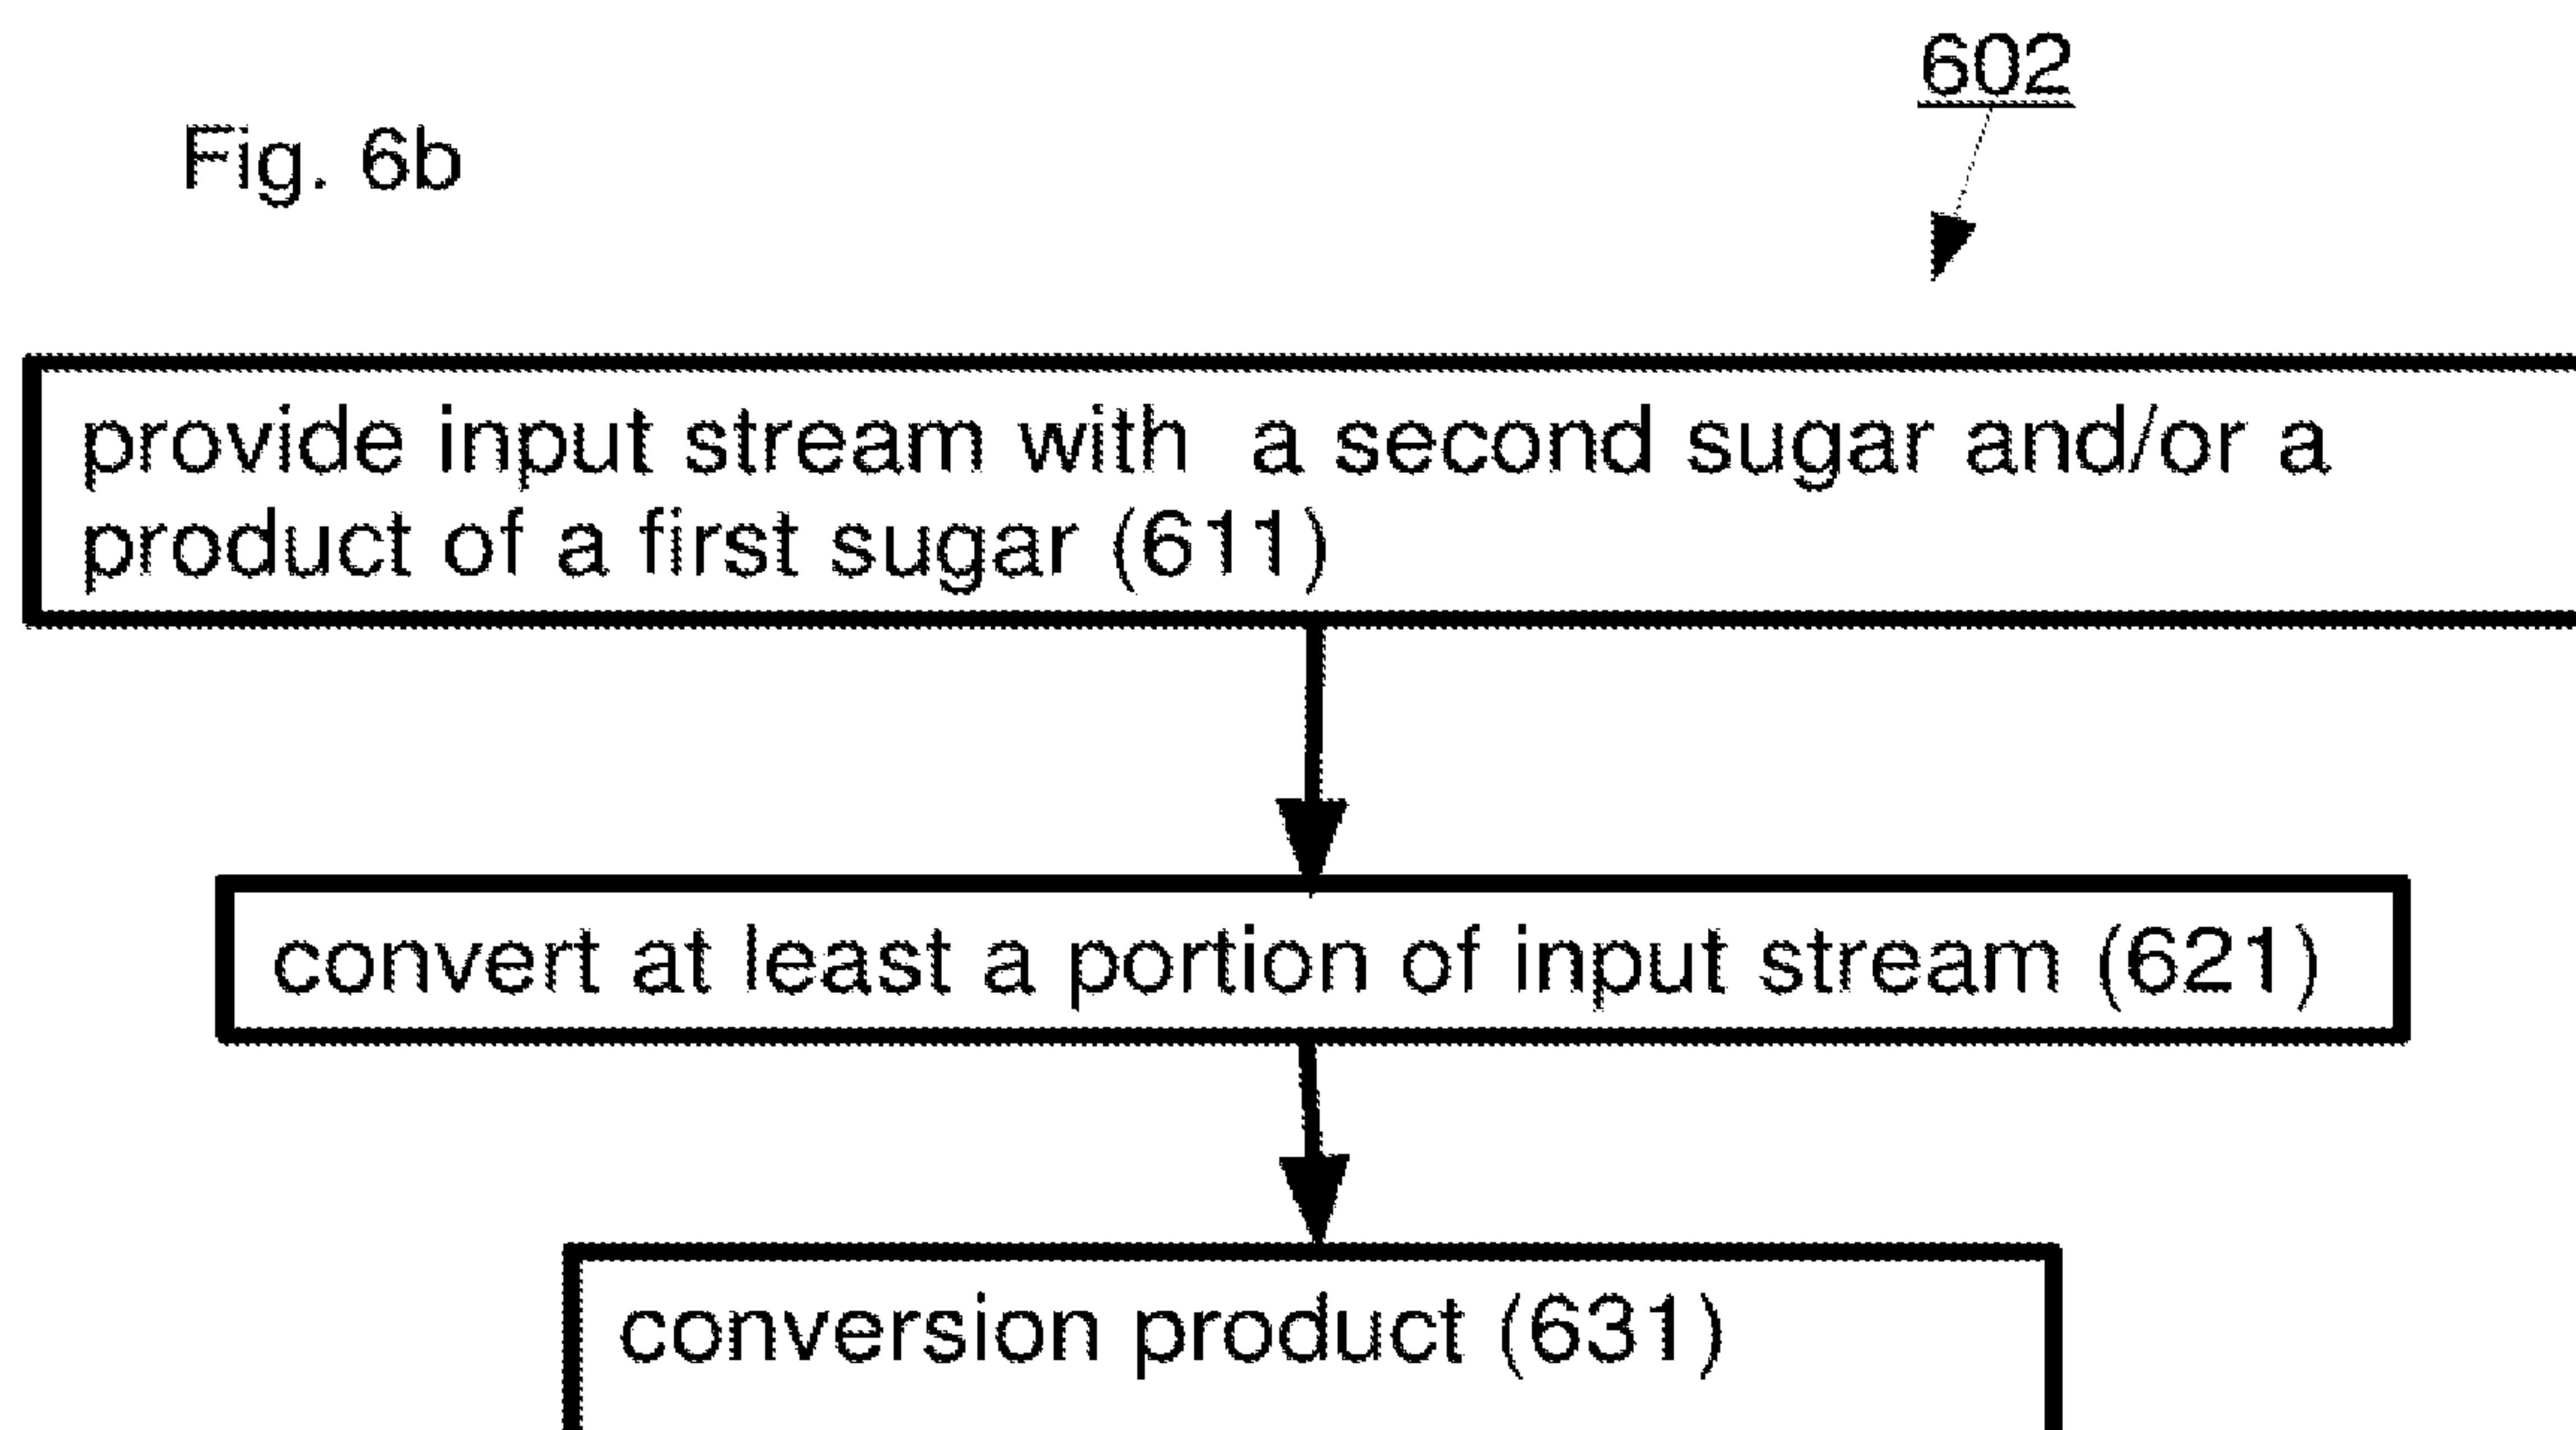 602
Fig. 6b
provide input stream with a second sugar and/or a
product of a first sugar (611)
convert at least a portion of input stream (621)
conversion product (631)